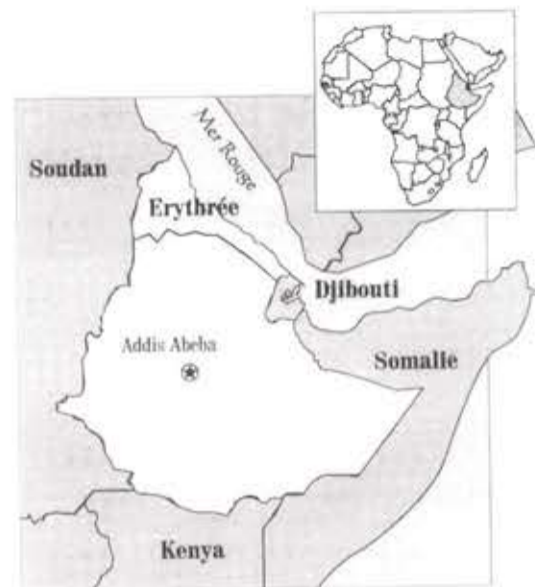 Mer Rouge
Soudan
Erythrée
Djibouti
Addis Abeba
Somalie
Kenya